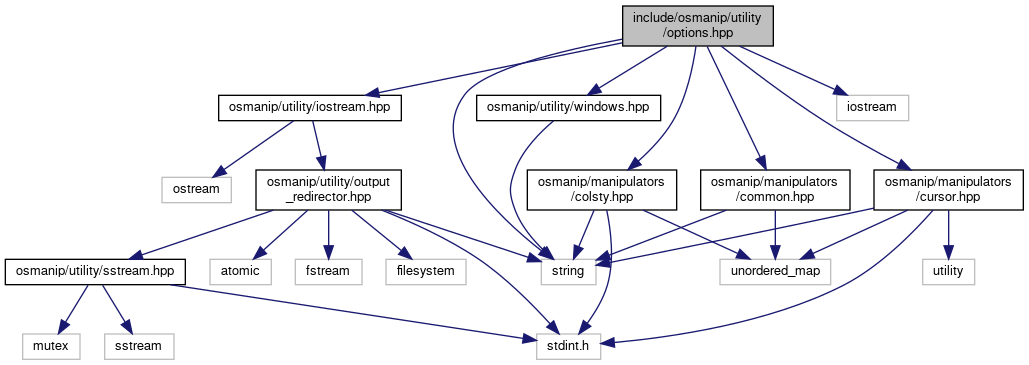 include/osmanip/utility
/options.hpp
osmanip/utility/iostream.hpp
osmanip/utility/windows.hpp
iostream
ostream
osmanip/utility/output
_redirector.hpp
osmanip/manipulators
/colsty.hpp
osmanip/manipulators
/common.hpp
osmanip/manipulators
/cursor.hpp
osmanip/utility/sstream.hpp
atomic
fstream
filesystem
string
unordered_map
utility
mutex
sstream
stdint.h